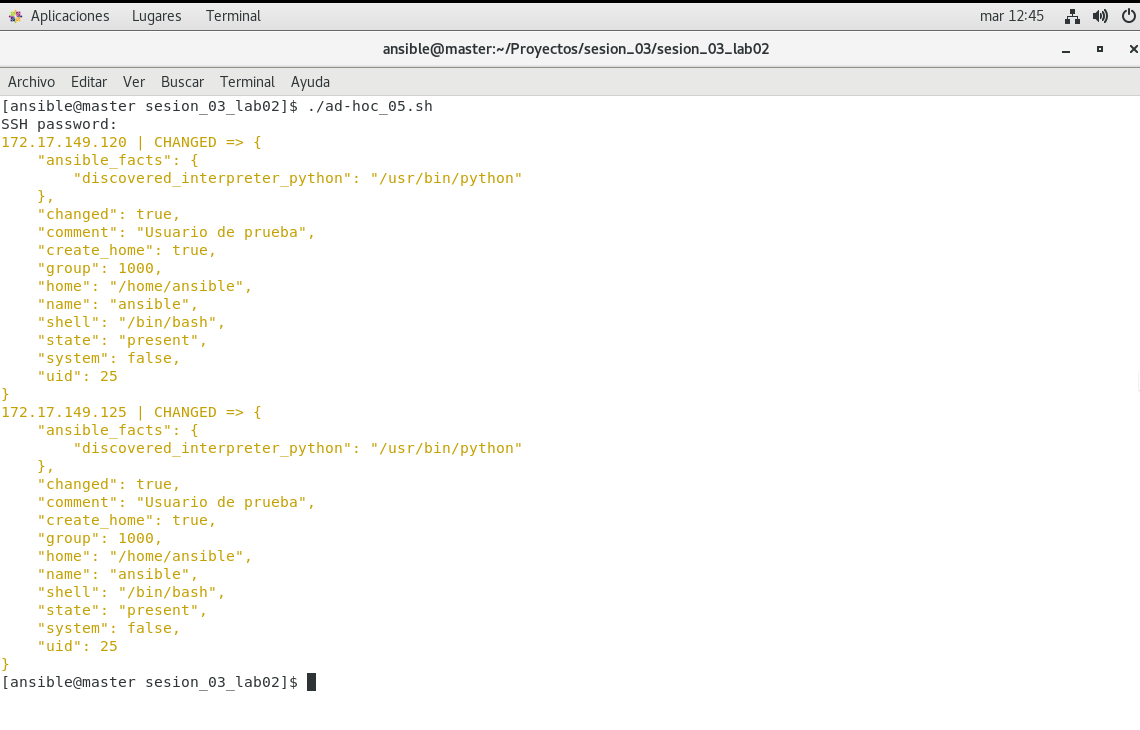 Aplicaciones Lugares Terminal mar 12:45
ansible@master:~/Proyectos/sesion_03/sesion_03_lab02
Archivo Editar Ver Buscar Terminal Ayuda
[ansible@master sesion_03_lab02]$ ./ad-hoc_05.sh
SSH password:
172.17.149.120 | CHANGED => {
    "ansible_facts": {
        "discovered_interpreter_python": "/usr/bin/python"
    },
    "changed": true,
    "comment": "Usuario de prueba",
    "create_home": true,
    "group": 1000,
    "home": "/home/ansible",
    "name": "ansible",
    "shell": "/bin/bash",
    "state": "present",
    "system": false,
    "uid": 25
}
172.17.149.125 | CHANGED => {
    "ansible_facts": {
        "discovered_interpreter_python": "/usr/bin/python"
    },
    "changed": true,
    "comment": "Usuario de prueba",
    "create_home": true,
    "group": 1000,
    "home": "/home/ansible",
    "name": "ansible",
    "shell": "/bin/bash",
    "state": "present",
    "system": false,
    "uid": 25
}
[ansible@master sesion_03_lab02]$